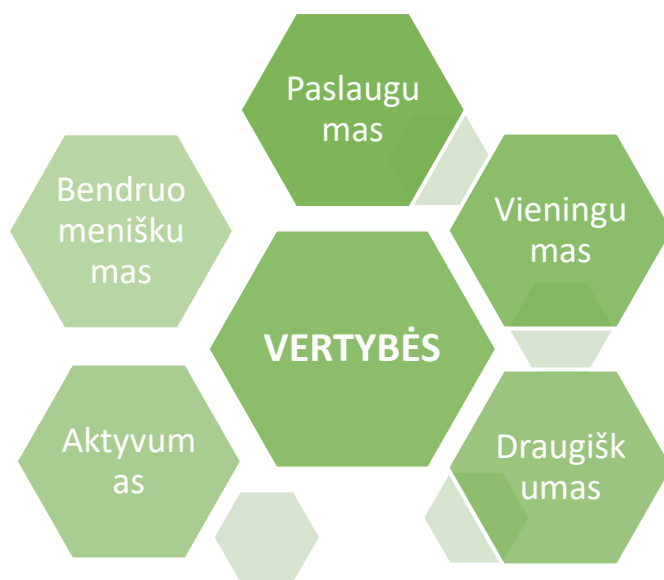 Paslaugu
mas
Vieningu
mas
Draugišk
umas
Aktyvum
as
Bendruo
menišku
mas
VERTYBĖS